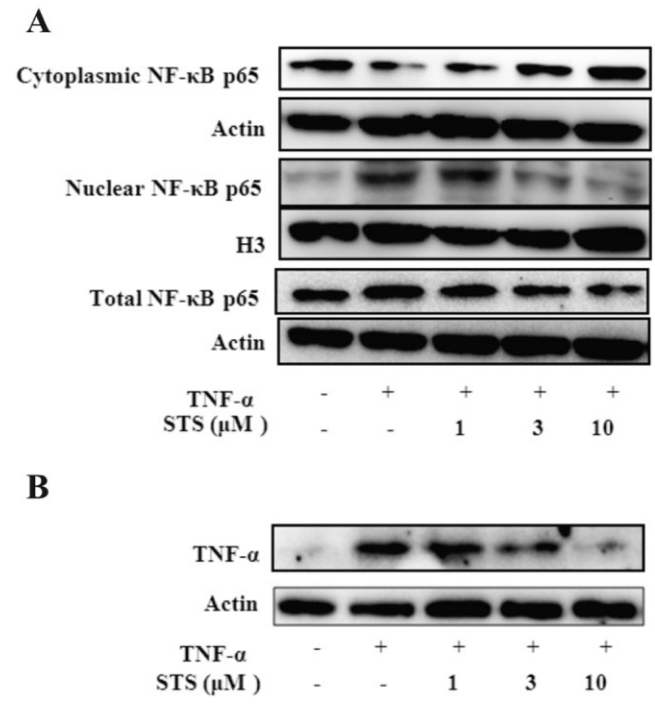 A
Cytoplasmic NF-κB p65
Actin
Nuclear NF-κB p65
H3
Total NF-κB p65
Actin
TNF-α - + + + +
STS (μM ) - - 1 3 10
B
TNF-α
Actin
TNF-α - + + + +
STS (μM ) - - 1 3 10